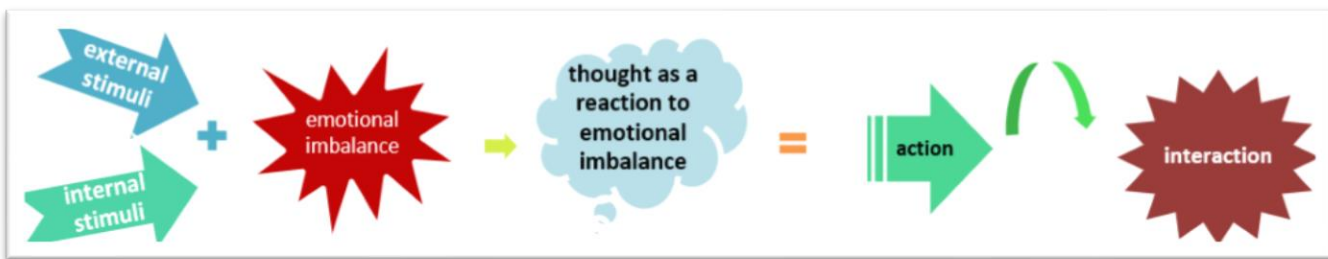 external
stimuli
internal
stimuli
+
emotional
imbalance
thought as a
reaction to
emotional
imbalance
=
action
interaction